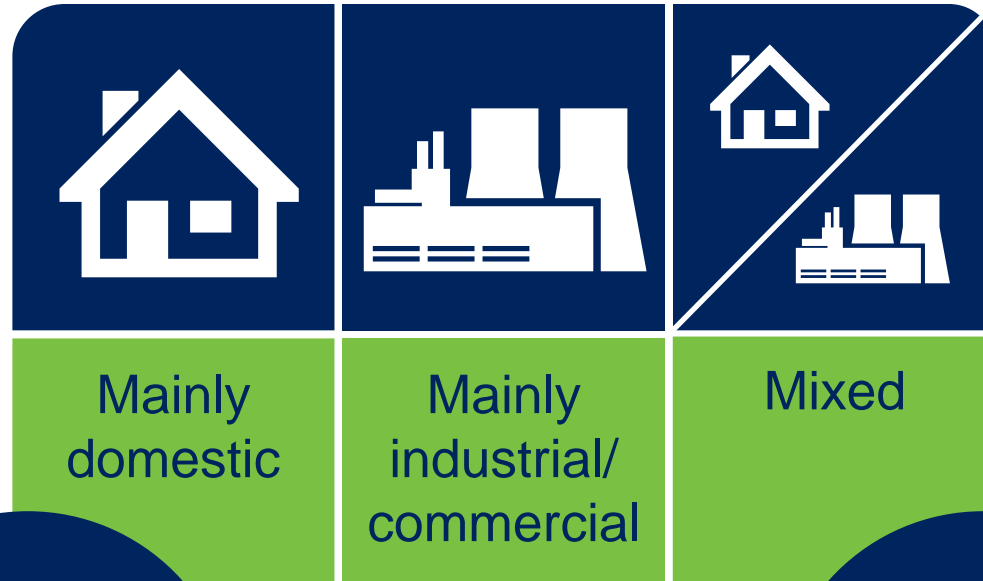 Mainly
domestic
Mainly
industrial/
commercial
Mixed